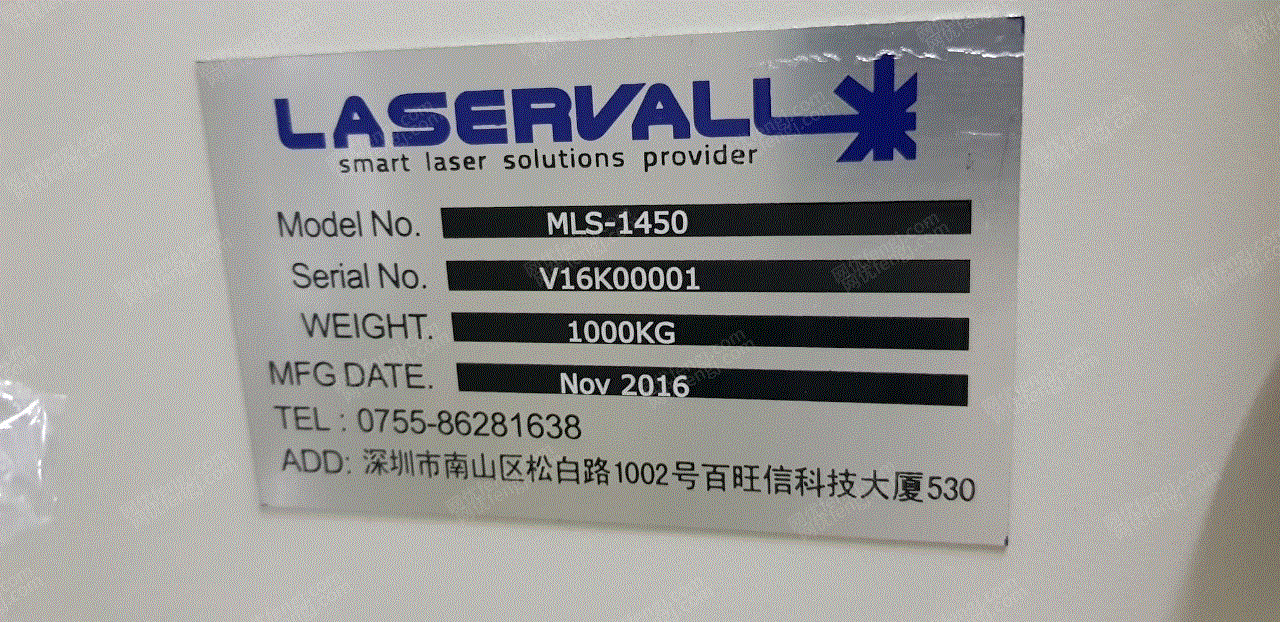 LASERVALL
smart laser solutions provider
Model No. MLS-1450
Serial No. V16K00001
WEIGHT. 1000KG
MFG DATE. Nov 2016
TEL : 0755-86281638
ADD: 深圳市南山区松白路1002号百旺信科技大厦530